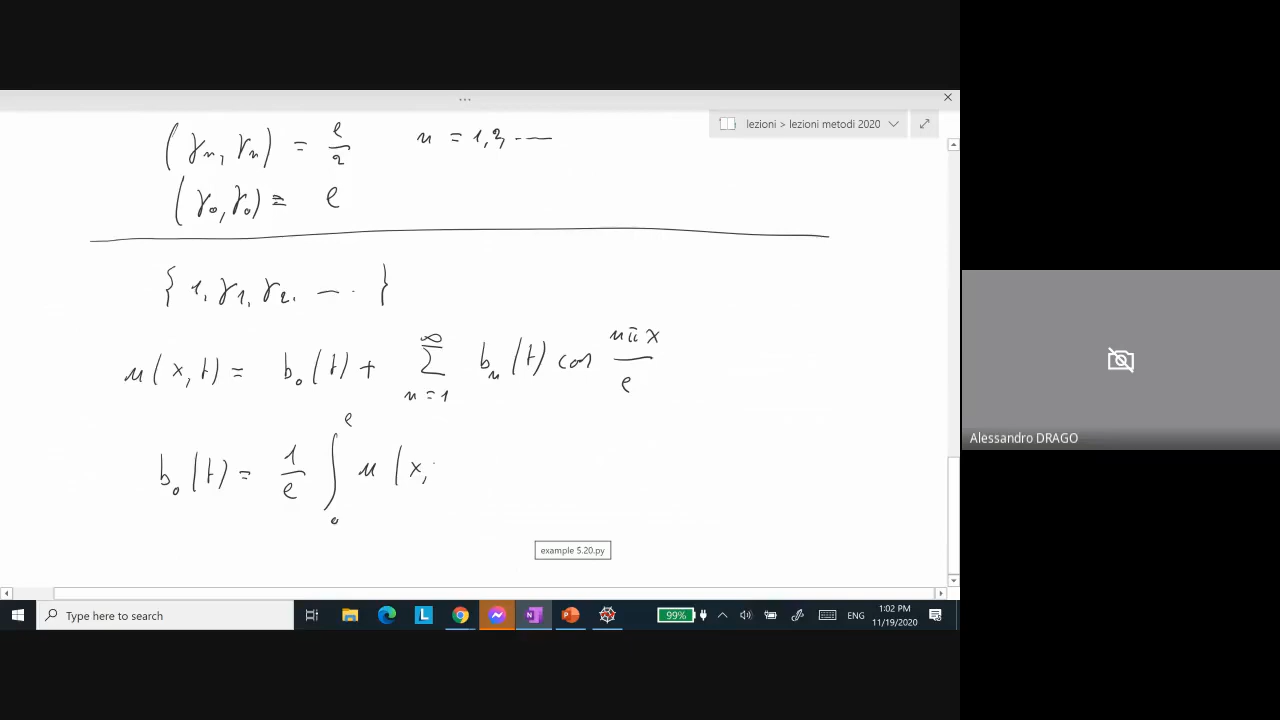 lezioni > lezioni metodi 2020
(γn, γn) = ℓ/2 n = 1, 2, ----
(γ0, γ0) = ℓ
{ 1, γ1, γ2, --- }
u(x, t) = b0(t) + ∑_{n=1}^{∞} bn(t) cos nπx/ℓ
b0(t) = 1/ℓ ∫_0^ℓ u(x,
Alessandro DRAGO
example 5.20.py
Type here to search
99%
ENG
1:02 PM
11/19/2020